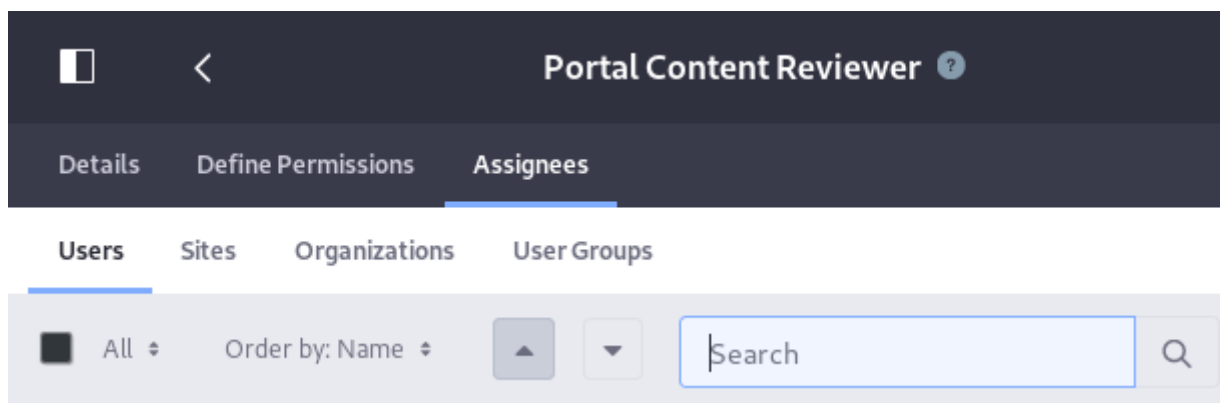 Portal Content Reviewer ?
Details Define Permissions Assignees
Users Sites Organizations User Groups
All Order by: Name Search